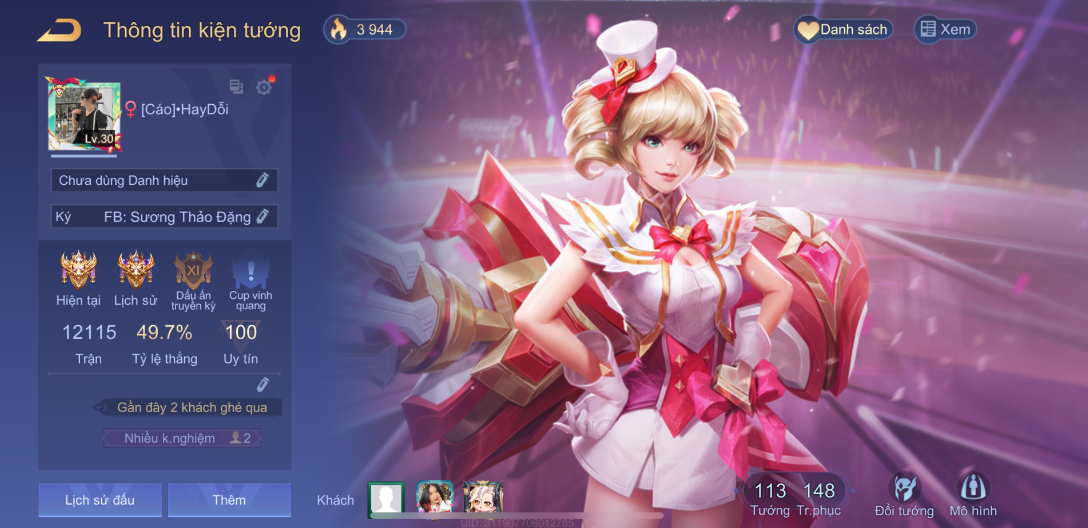 Thông tin kiện tướng
3 944
Danh sách
Xem
[Cáo]•HayDỗi
Lv.30
Chưa dùng Danh hiệu
Ký FB: Sương Thảo Đặng
XI
Hiện tại Lịch sử Dấu ấn truyền kỳ Cup vinh quang
12115 49.7% 100
Trận Tỷ lệ thắng Uy tín
Gần đây 2 khách ghé qua
Nhiều k.nghiệm 2
Lịch sử đấu Thêm Khách
113 148
Tướng Tr.phục Đổi tướng Mô hình